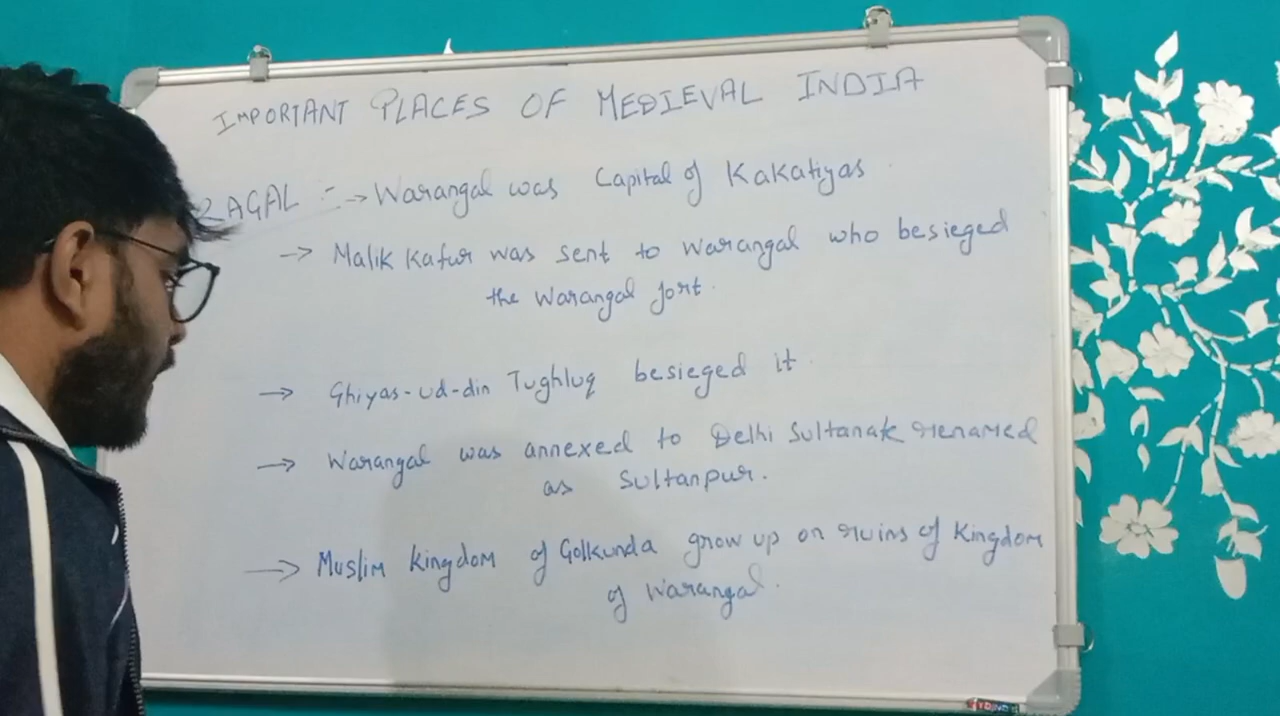 IMPORTANT PLACES OF MEDIEVAL INDIA
RAGAL :- → Warangal was Capital of Kakatiyas
→ Malik Kafur was sent to Warangal who besieged
the Warangal fort.
→ Ghiyas-ud-din Tughluq besieged it.
→ Warangal was annexed to Delhi Sultanate renamed
as Sultanpur.
→ Muslim kingdom of Golkunda grow up on ruins of Kingdom
of Warangal.